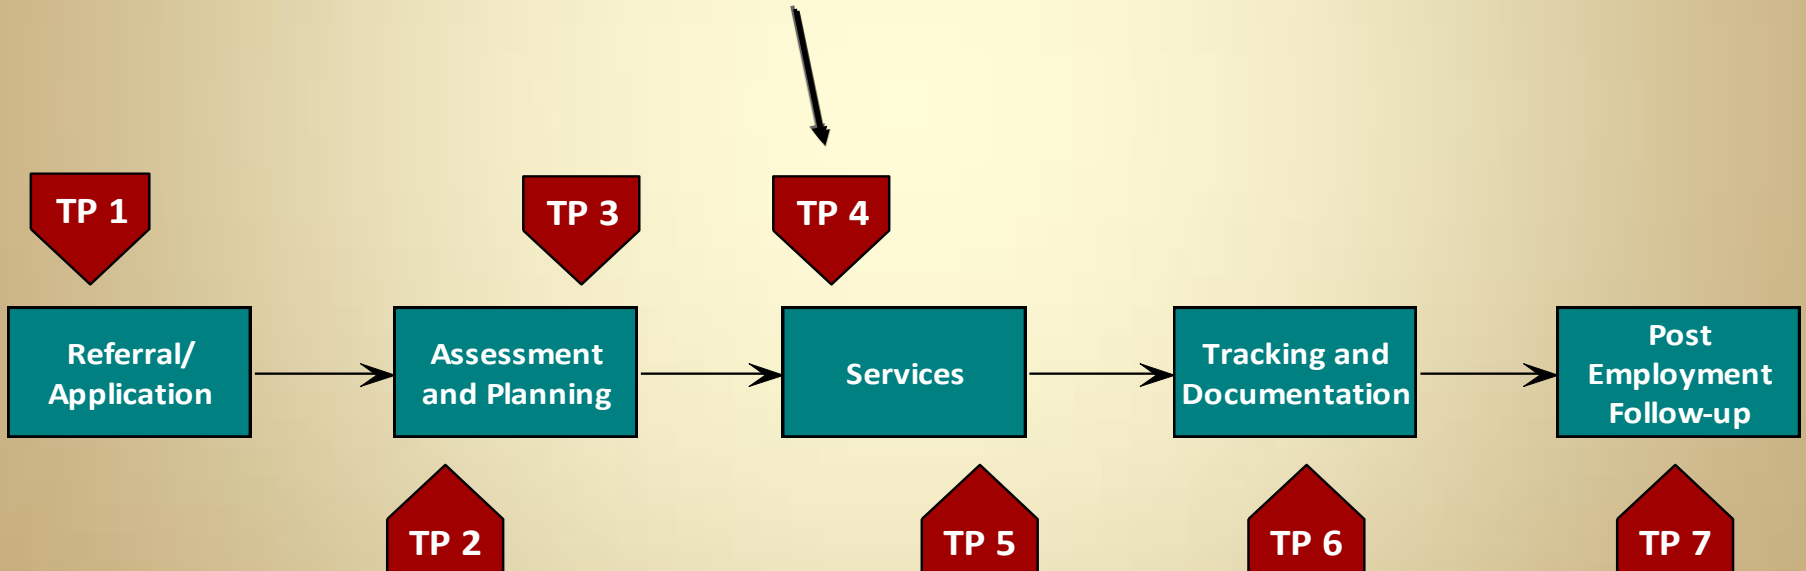 TP 1
TP 3
TP 4
Referral/
Application
Assessment
and Planning
Services
Tracking and
Documentation
Post
Employment
Follow-up
TP 2
TP 5
TP 6
TP 7